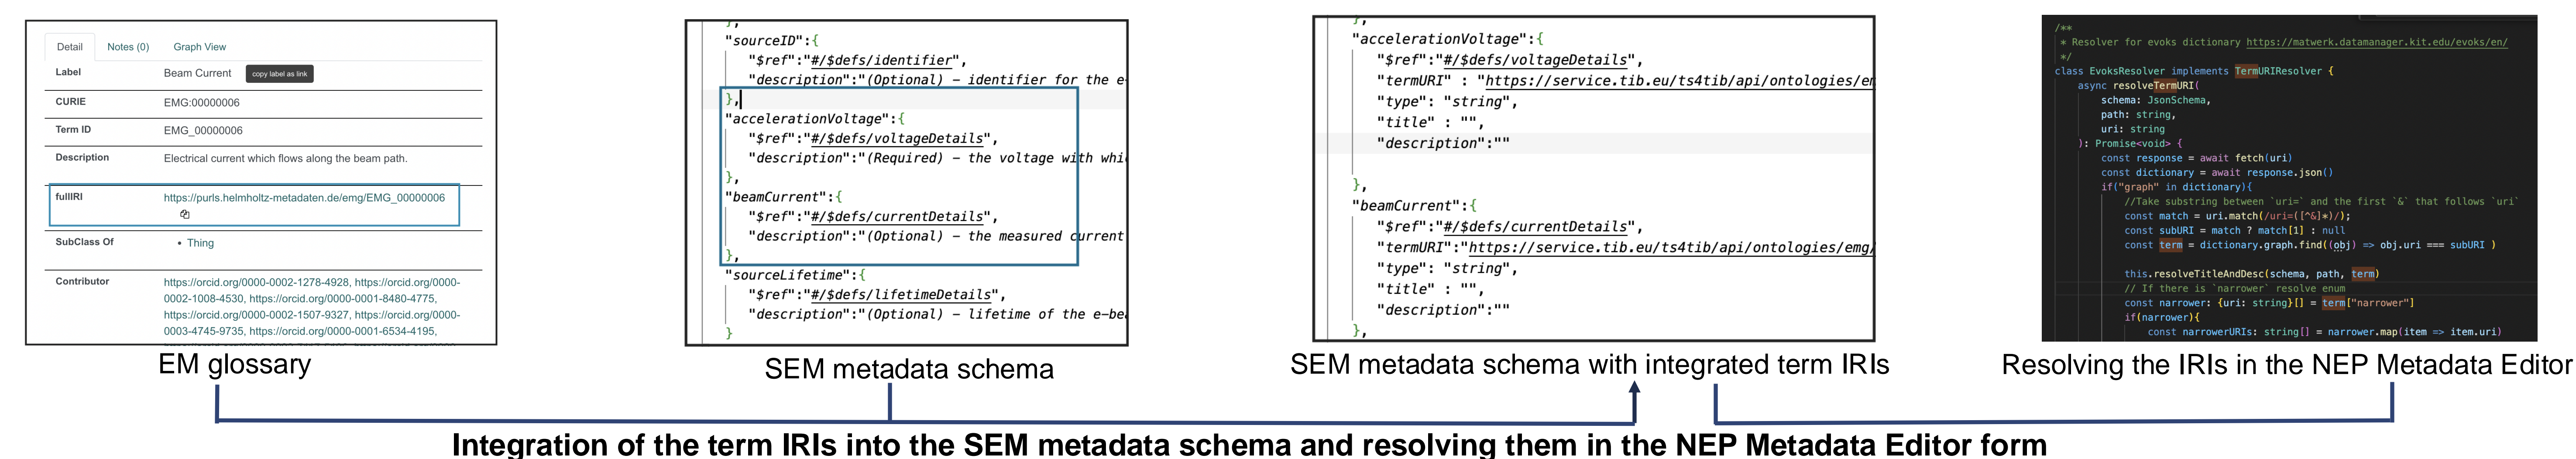 Detail Notes (0) Graph View
Label Beam Current copy label as link
CURIE EMG:00000006
Term ID EMG_00000006
Description Electrical current which flows along the beam path.
fullIRI https://purls.helmholtz-metadaten.de/emg/EMG_00000006
SubClass Of • Thing
Contributor https://orcid.org/0000-0002-1278-4928, https://orcid.org/0000-
0002-1008-4530, https://orcid.org/0000-0001-8480-4775,
https://orcid.org/0000-0002-1507-9327, https://orcid.org/0000-
0003-4745-9735, https://orcid.org/0000-0001-6534-4195,
EM glossary
},
"sourceID":{
"$ref":"#/$defs/identifier",
"description":"(Optional) – identifier for the e-
},
"accelerationVoltage":{
"$ref":"#/$defs/voltageDetails",
"description":"(Required) – the voltage with whi
},
"beamCurrent":{
"$ref":"#/$defs/currentDetails",
"description":"(Optional) – the measured current
},
"sourceLifetime":{
"$ref":"#/$defs/lifetimeDetails",
"description":"(Optional) – lifetime of the e-be
}
SEM metadata schema
},
"accelerationVoltage":{
"$ref":"#/$defs/voltageDetails",
"termURI" : "https://service.tib.eu/ts4tib/api/ontologies/em
"type": "string",
"title" : "",
"description":""
},
"beamCurrent":{
"$ref":"#/$defs/currentDetails",
"termURI":"https://service.tib.eu/ts4tib/api/ontologies/emg/
"type": "string",
"title" : "",
"description":""
},
SEM metadata schema with integrated term IRIs
/**
* Resolver for evoks dictionary https://matwerk.datamanager.kit.edu/evoks/en/
*/
class EvoksResolver implements TermURIResolver {
async resolveTermURI(
schema: JsonSchema,
path: string,
uri: string
): Promise<void> {
const response = await fetch(uri)
const dictionary = await response.json()
if("graph" in dictionary){
//Take substring between `uri=` and the first `&` that follows `uri`
const match = uri.match(/uri=([^&]*)/);
const subURI = match ? match[1] : null
const term = dictionary.graph.find((obj) => obj.uri === subURI )
this.resolveTitleAndDesc(schema, path, term)
// If there is `narrower` resolve enum
const narrower: {uri: string}[] = term["narrower"]
if(narrower){
const narrowerURIs: string[] = narrower.map(item => item.uri)
Resolving the IRIs in the NEP Metadata Editor
Integration of the term IRIs into the SEM metadata schema and resolving them in the NEP Metadata Editor form